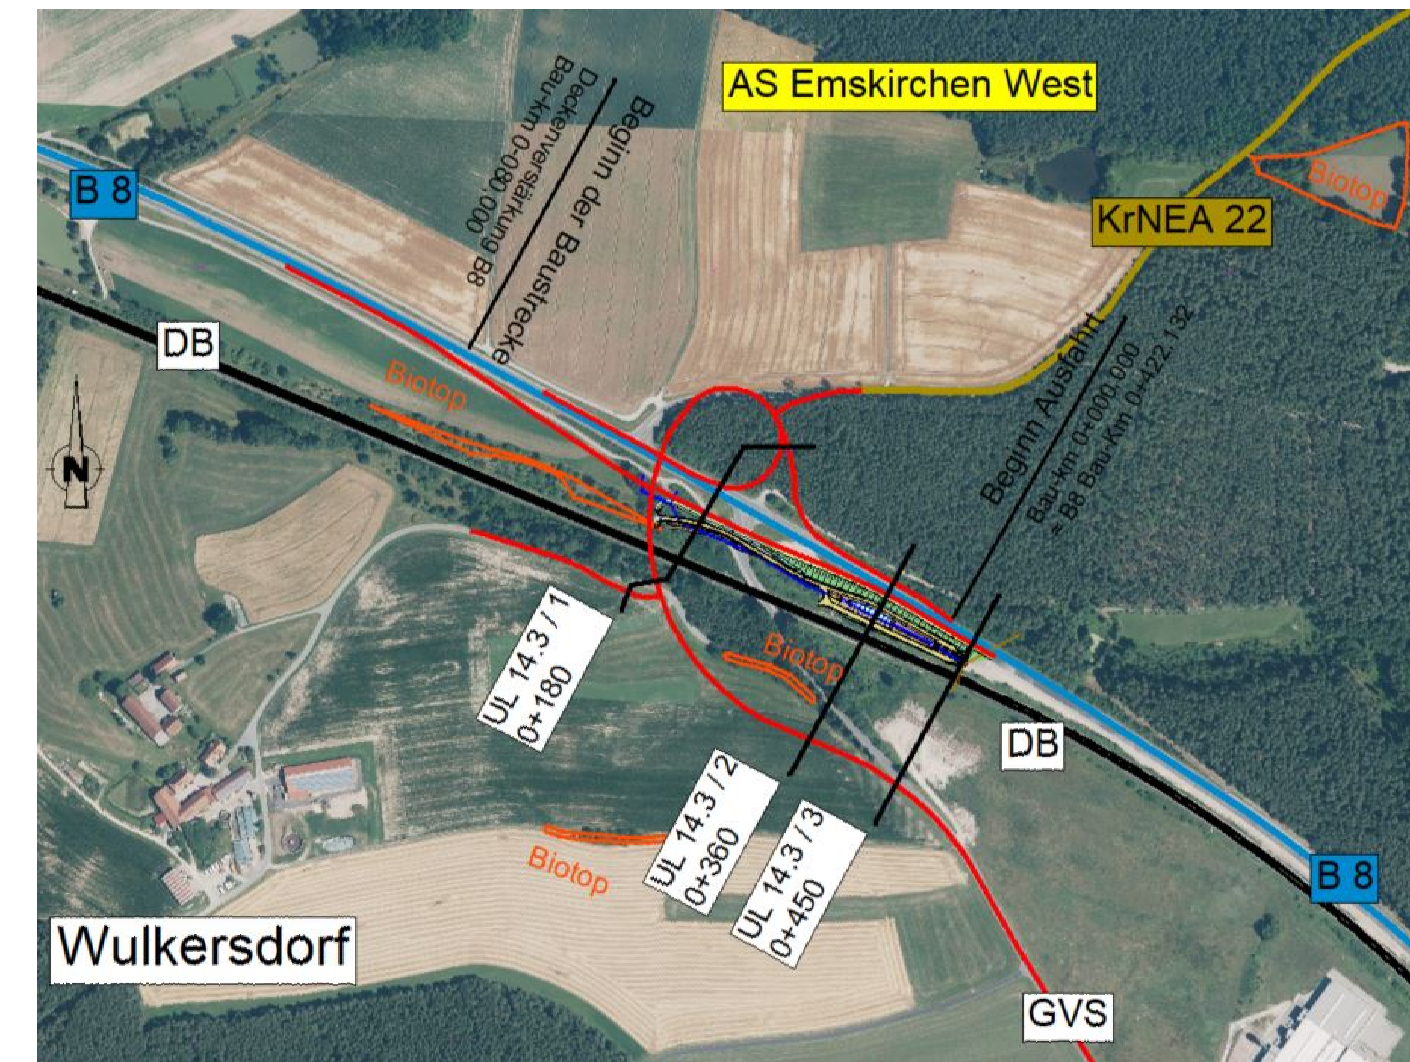 AS Emskirchen West
B 8
Beginn der Baustrecke
Deckenverstärkung B8
Bau-km 0-080,000
Biotop
KrNEA 22
DB
Biotop
Beginn Ausfahrt
Bau-km 0+000,000
= B8 Bau-Km 0+422,132
N
UL 14.3 / 1
0+180
Biotop
DB
UL 14.3 / 2
0+360
UL 14.3 / 3
0+450
Biotop
B 8
Wulkersdorf
GVS